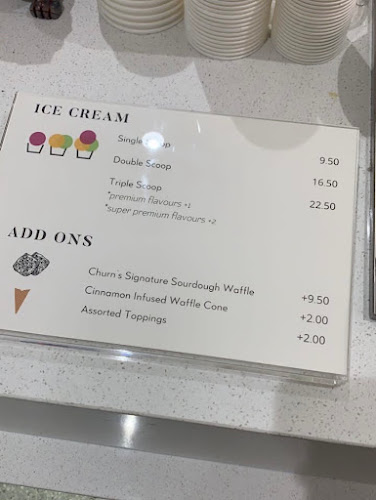 ICE CREAM
Single Scoop 9.50
Double Scoop 16.50
Triple Scoop 22.50
*premium flavours +1
*super premium flavours +2
ADD ONS
Churn's Signature Sourdough Waffle +9.50
Cinnamon Infused Waffle Cone +2.00
Assorted Toppings +2.00